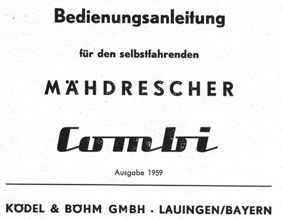 Bedienungsanleitung
für den selbstfahrenden
MÄHDRESCHER
Combi
Ausgabe 1959
KÖDEL & BÖHM GMBH · LAUINGEN/BAYERN